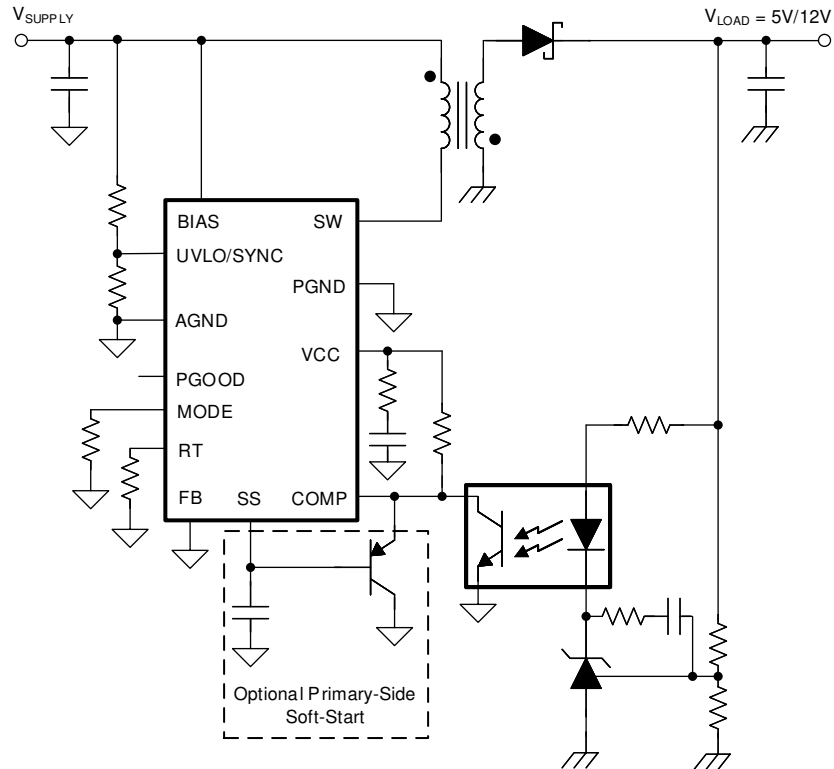 VSUPPLY
VLOAD = 5V/12V
BIAS
SW
UVLO/SYNC
PGND
AGND
VCC
PGOOD
MODE
RT
FB
SS
COMP
Optional Primary-Side
Soft-Start